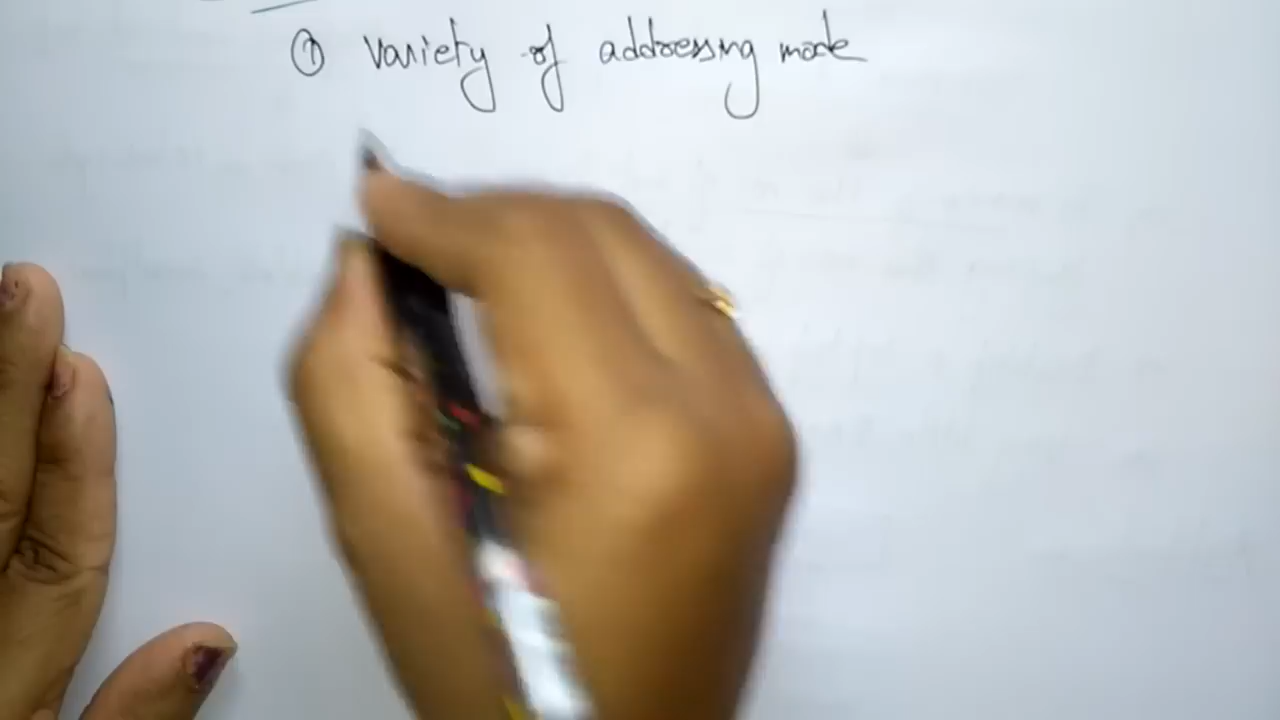 ① variety of addressing mode